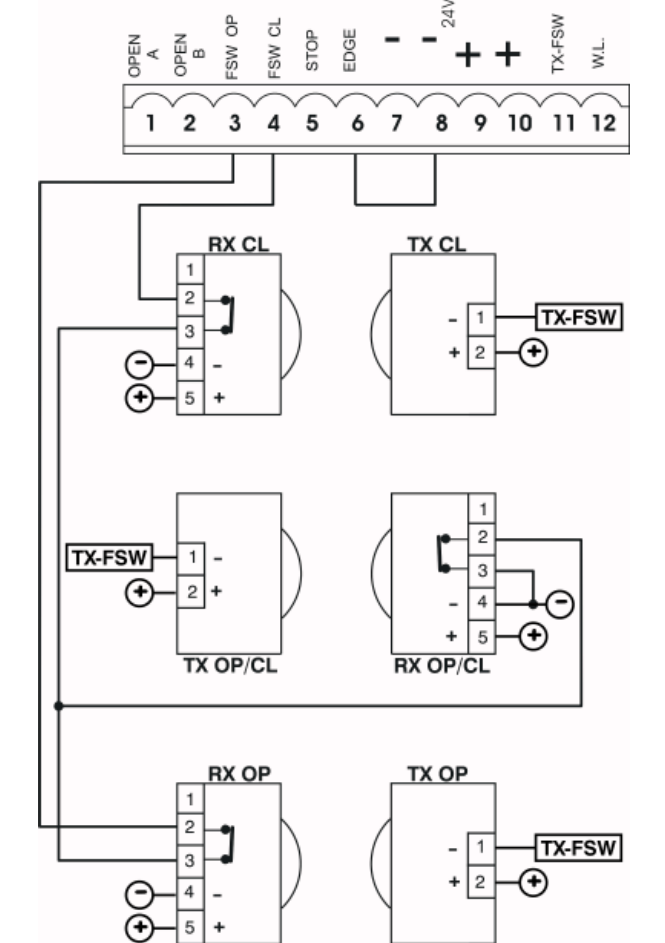 OPEN A
OPEN B
FSW OP
FSW CL
STOP
EDGE
-
-
24V
+
+
TX-FSW
W.L.
1 2 3 4 5 6 7 8 9 10 11 12
RX CL
1
2
3
4 -
5 +
- +
TX CL
- 1 TX-FSW
+ 2 +
TX-FSW 1 -
+ 2 +
TX OP/CL
1
2
3
- 4 -
+ 5 +
RX OP/CL
RX OP
1
2
3
- 4 -
+ 5 +
TX OP
- 1 TX-FSW
+ 2 +